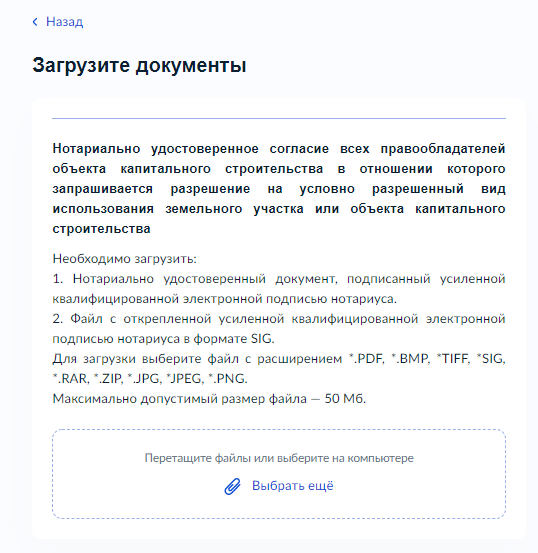 Назад
Загрузите документы
Нотариально удостоверенное согласие всех правообладателей
объекта капитального строительства в отношении которого
запрашивается разрешение на условно разрешенный вид
использования земельного участка или объекта капитального
строительства
Необходимо загрузить:
1. Нотариально удостоверенный документ, подписанный усиленной
квалифицированной электронной подписью нотариуса.
2. Файл с открепленной усиленной квалифицированной электронной
подписью нотариуса в формате SIG.
Для загрузки выберите файл с расширением *.PDF, *.BMP, *TIFF, *SIG,
*.RAR, *.ZIP, *.JPG, *JPEG, *.PNG.
Максимально допустимый размер файла — 50 Мб.
Перетащите файлы или выберите на компьютере
Выбрать ещё